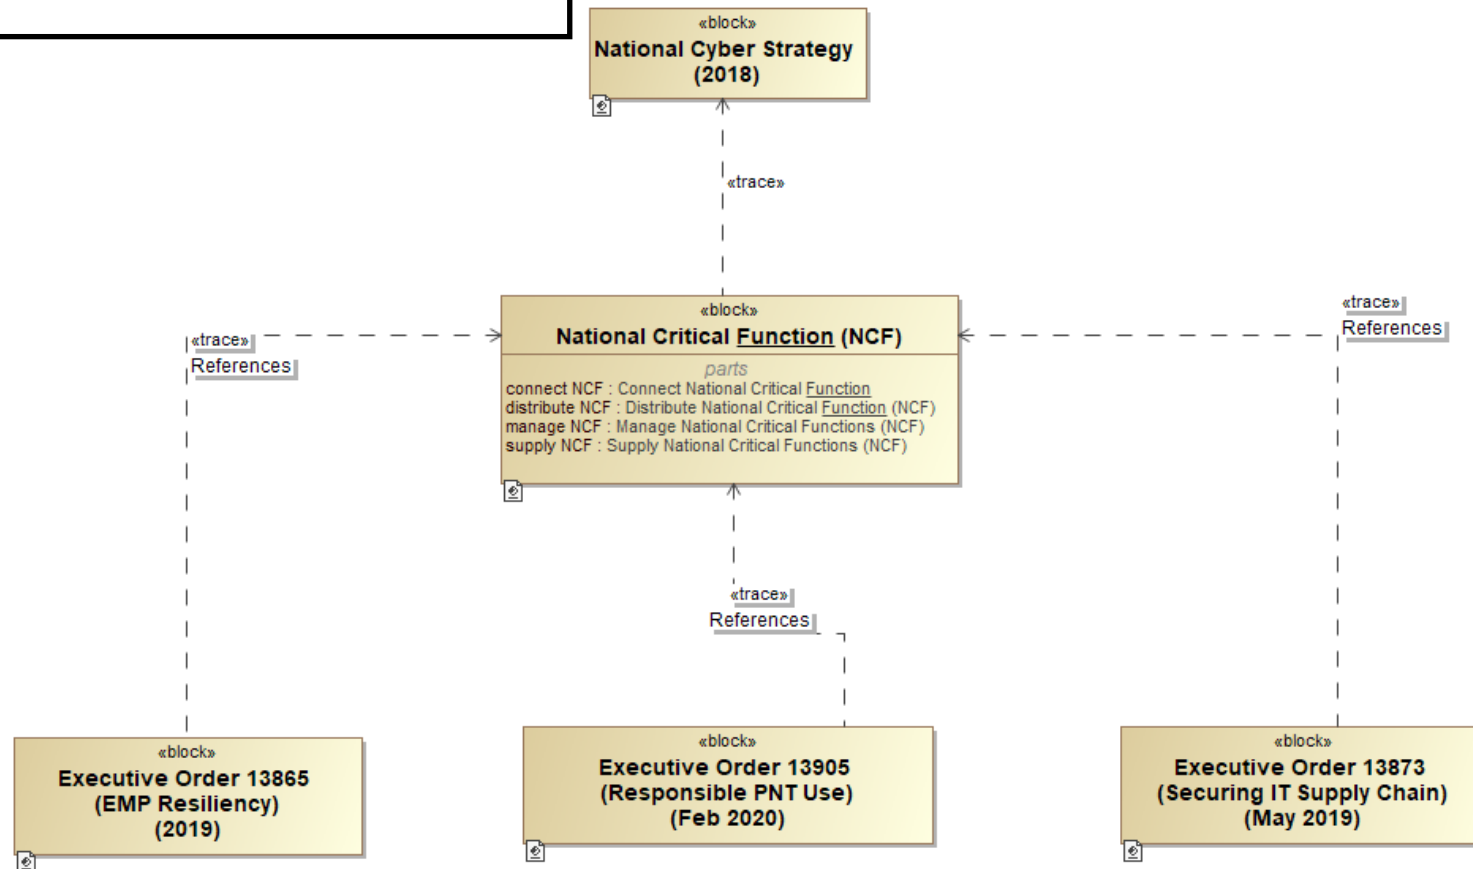 «block»
National Cyber Strategy
(2018)
«trace»
«block»
National Critical Function (NCF)
parts
connect NCF : Connect National Critical Function
distribute NCF : Distribute National Critical Function (NCF)
manage NCF : Manage National Critical Functions (NCF)
supply NCF : Supply National Critical Functions (NCF)
«trace»
References
«trace»
References
«trace»
References
«block»
Executive Order 13865
(EMP Resiliency)
(2019)
«block»
Executive Order 13905
(Responsible PNT Use)
(Feb 2020)
«block»
Executive Order 13873
(Securing IT Supply Chain)
(May 2019)